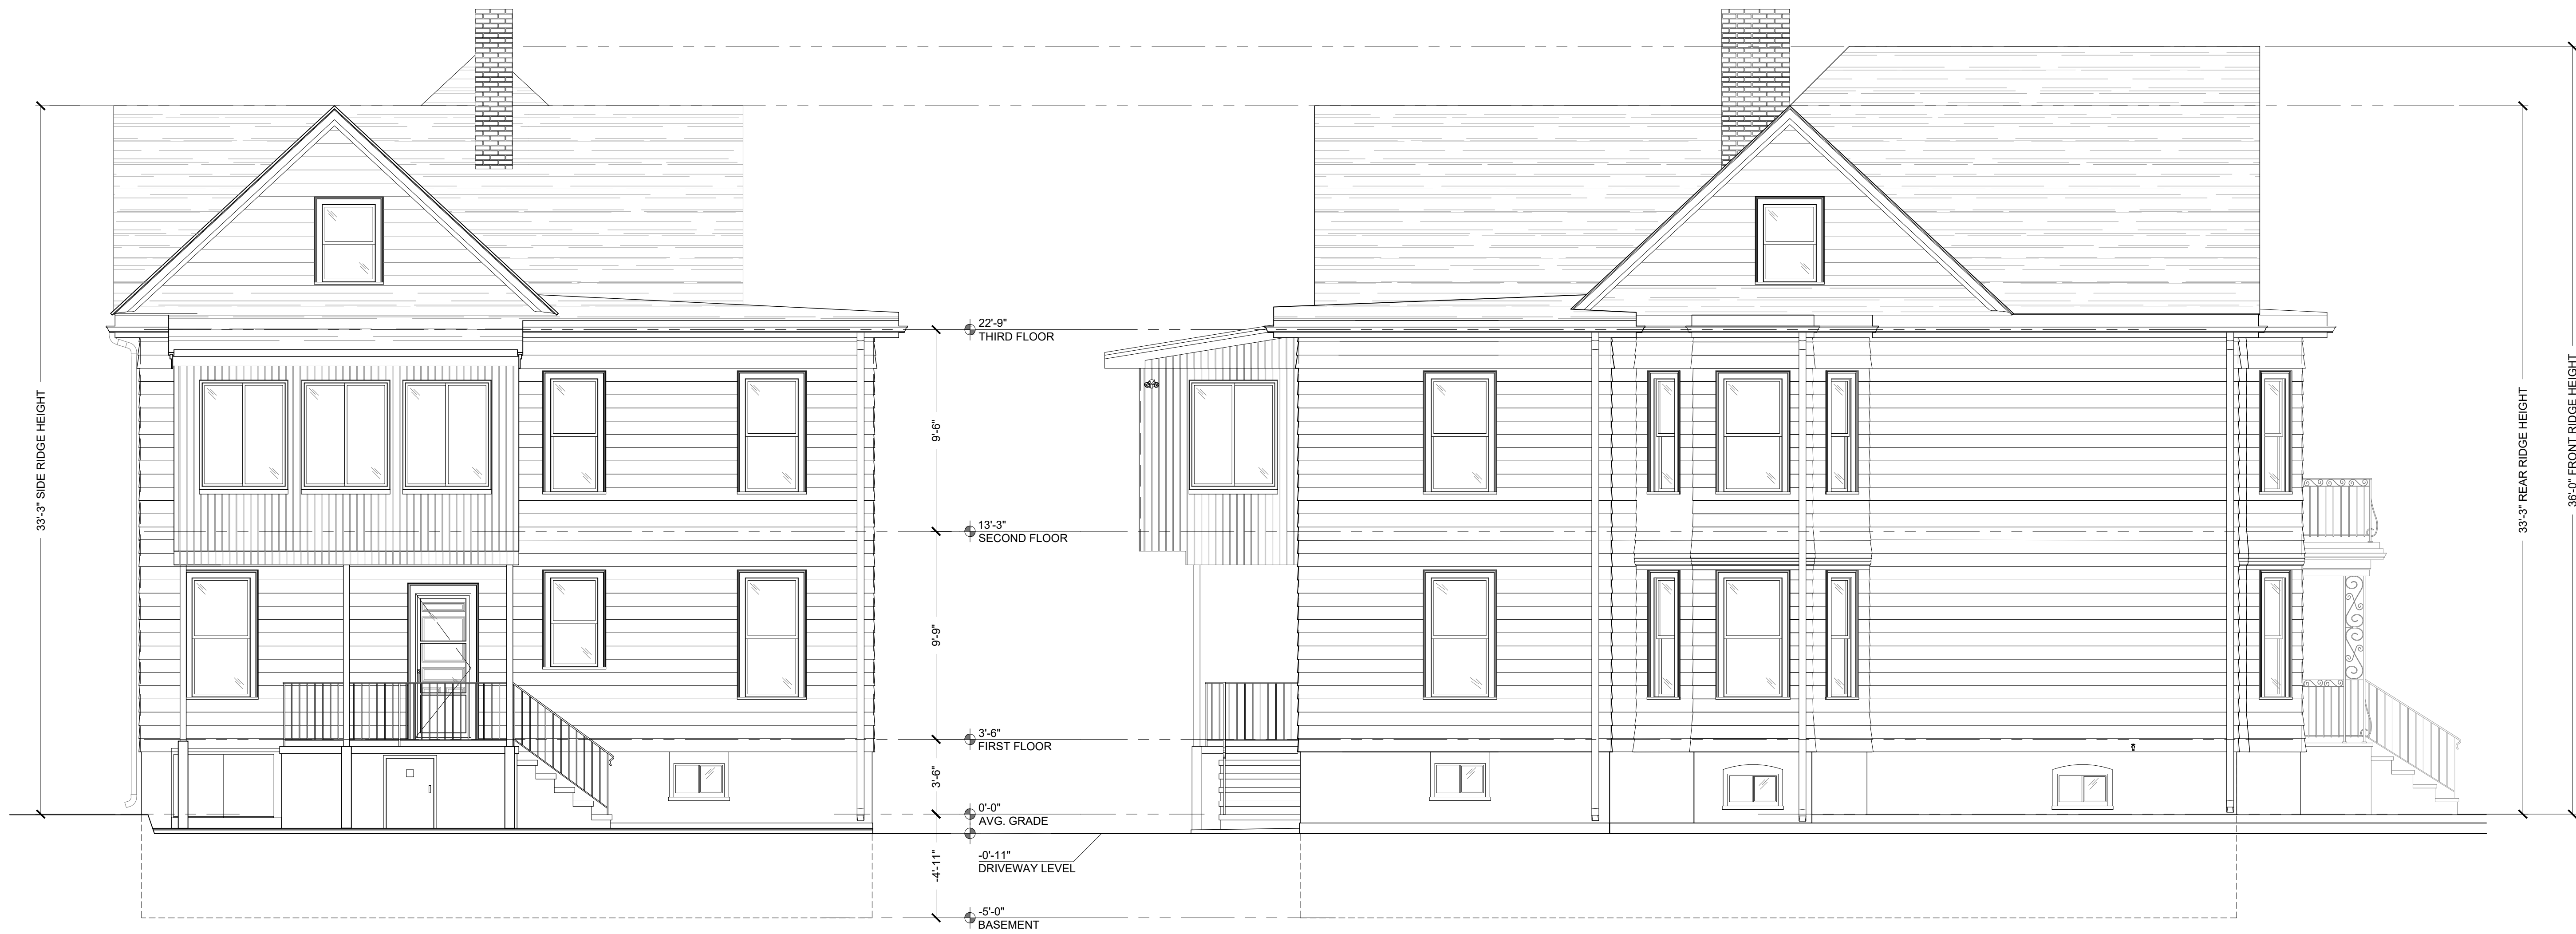 33'-3" SIDE RIDGE HEIGHT
22'-9"
THIRD FLOOR
9'-6"
13'-3"
SECOND FLOOR
9'-9"
3'-6"
FIRST FLOOR
3'-6"
0'-0"
AVG. GRADE
-0'-11"
DRIVEWAY LEVEL
-4'-11"
-5'-0"
BASEMENT
33'-3" REAR RIDGE HEIGHT
36'-0" FRONT RIDGE HEIGHT